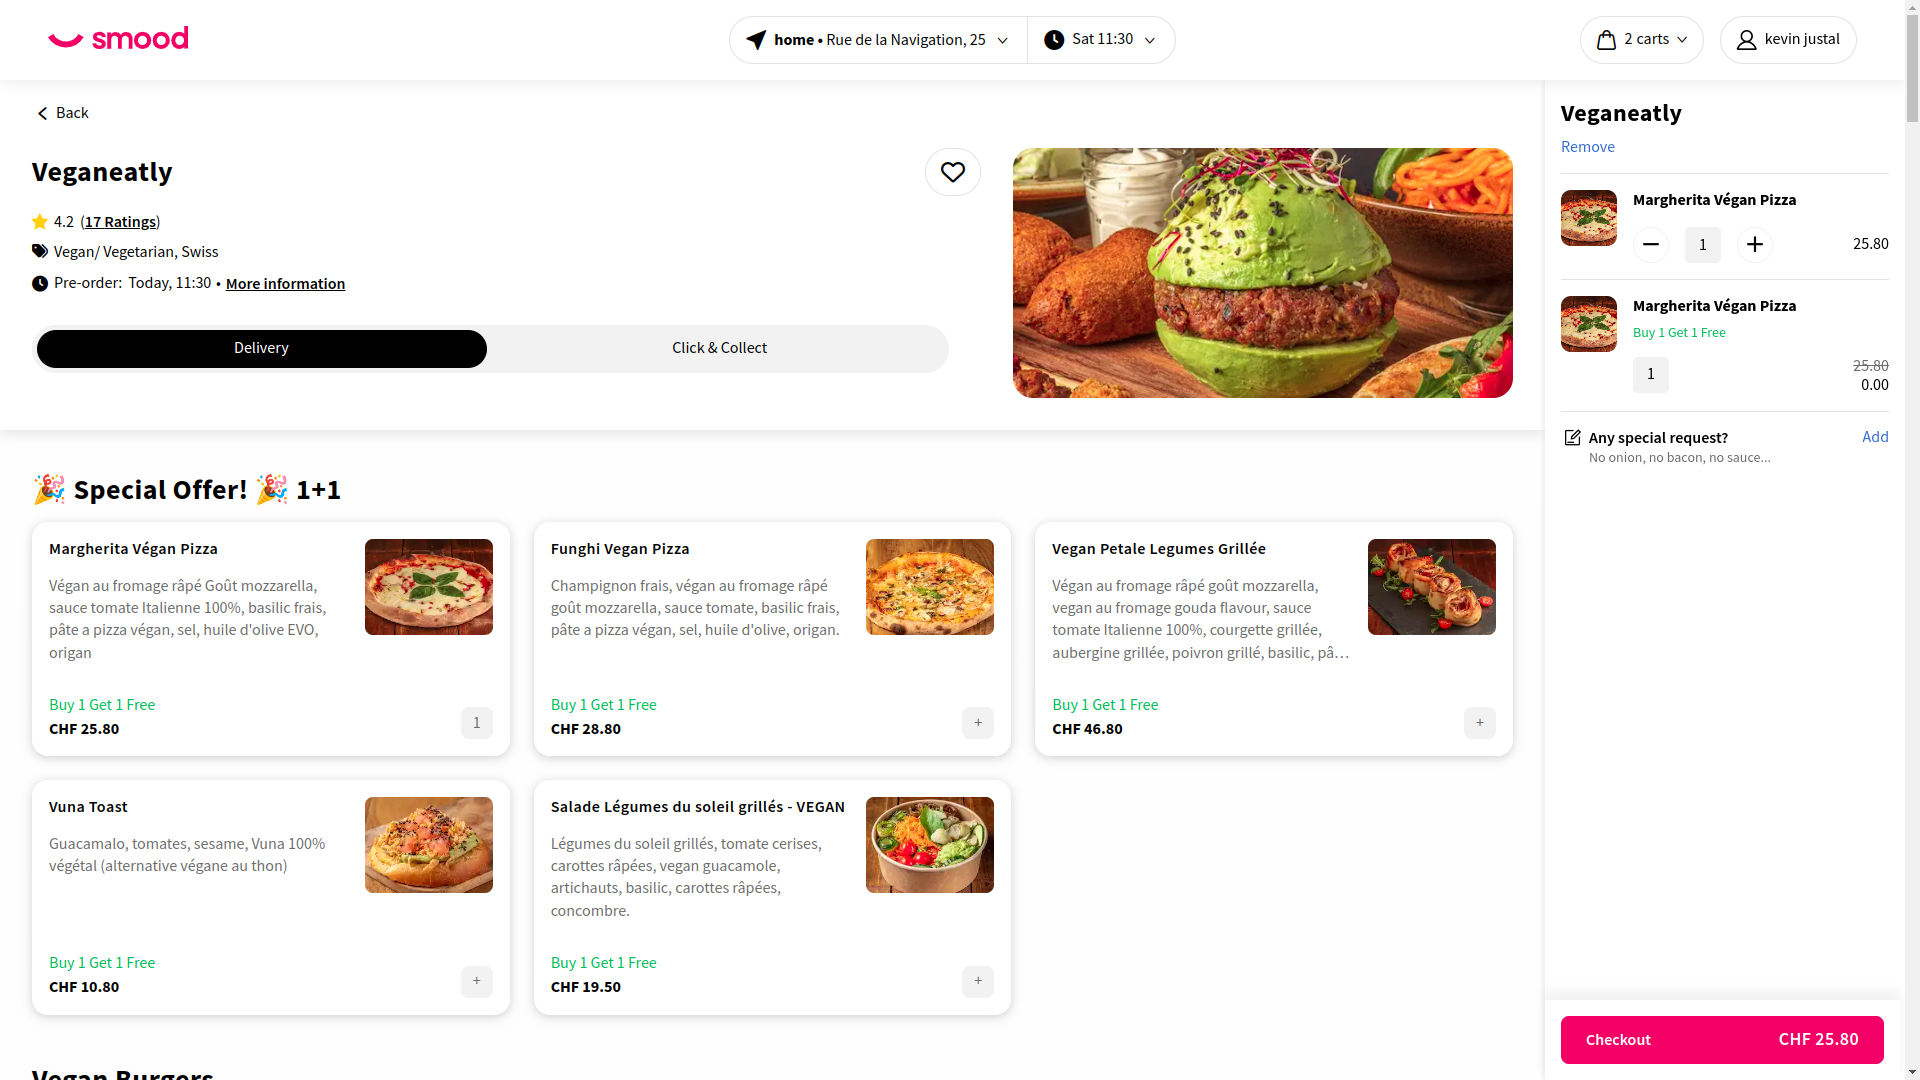 smood
home • Rue de la Navigation, 25
Sat 11:30
2 carts
kevin justal
Back
Veganeatly
4.2 (17 Ratings)
Vegan/ Vegetarian, Swiss
Pre-order: Today, 11:30 • More information
Delivery
Click & Collect
🎉 Special Offer! 🎉 1+1
Margherita Végan Pizza
Végan au fromage râpé Goût mozzarella,
sauce tomate Italienne 100%, basilic frais,
pâte a pizza végan, sel, huile d'olive EVO,
origan
Buy 1 Get 1 Free
CHF 25.80
1
Funghi Vegan Pizza
Champignon frais, végan au fromage râpé
goût mozzarella, sauce tomate, basilic frais,
pâte a pizza végan, sel, huile d'olive, origan.
Buy 1 Get 1 Free
CHF 28.80
+
Vegan Petale Legumes Grillée
Végan au fromage râpé goût mozzarella,
vegan au fromage gouda flavour, sauce
tomate Italienne 100%, courgette grillée,
aubergine grillée, poivron grillé, basilic, pâ…
Buy 1 Get 1 Free
CHF 46.80
+
Vuna Toast
Guacamalo, tomates, sesame, Vuna 100%
végétal (alternative végane au thon)
Buy 1 Get 1 Free
CHF 10.80
+
Salade Légumes du soleil grillés - VEGAN
Légumes du soleil grillés, tomate cerises,
carottes râpées, vegan guacamole,
artichauts, basilic, carottes râpées,
concombre.
Buy 1 Get 1 Free
CHF 19.50
+
Vegan Burgers
Veganeatly
Remove
Margherita Végan Pizza
1
25.80
Margherita Végan Pizza
Buy 1 Get 1 Free
1
25.80
0.00
Any special request?
Add
No onion, no bacon, no sauce...
Checkout
CHF 25.80